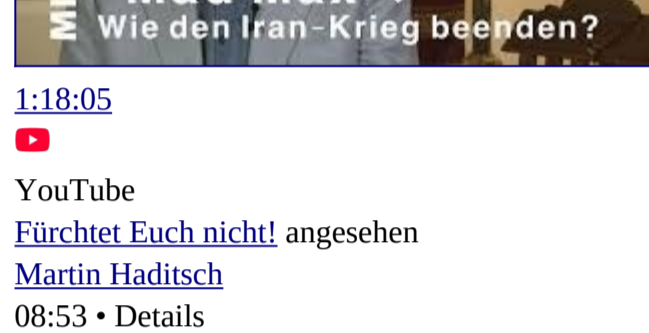 Wie den Iran-Krieg beenden?
1:18:05
YouTube
Fürchtet Euch nicht! angesehen
Martin Haditsch
08:53 • Details